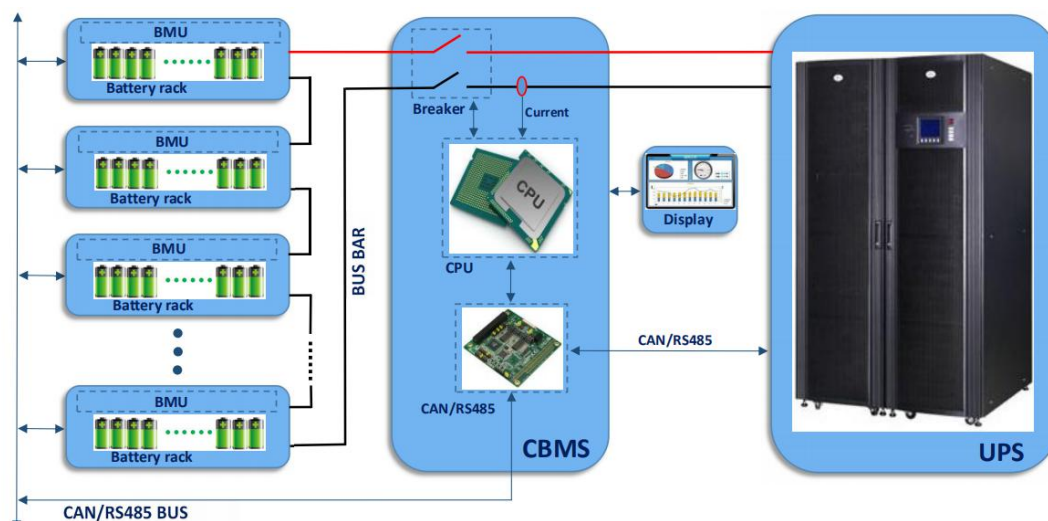 BMU
Battery rack
BMU
Battery rack
BMU
Battery rack
BMU
Battery rack
CAN/RS485 BUS
BUS BAR
Breaker
Current
CPU
CPU
CAN/RS485
CBMS
Display
CAN/RS485
UPS